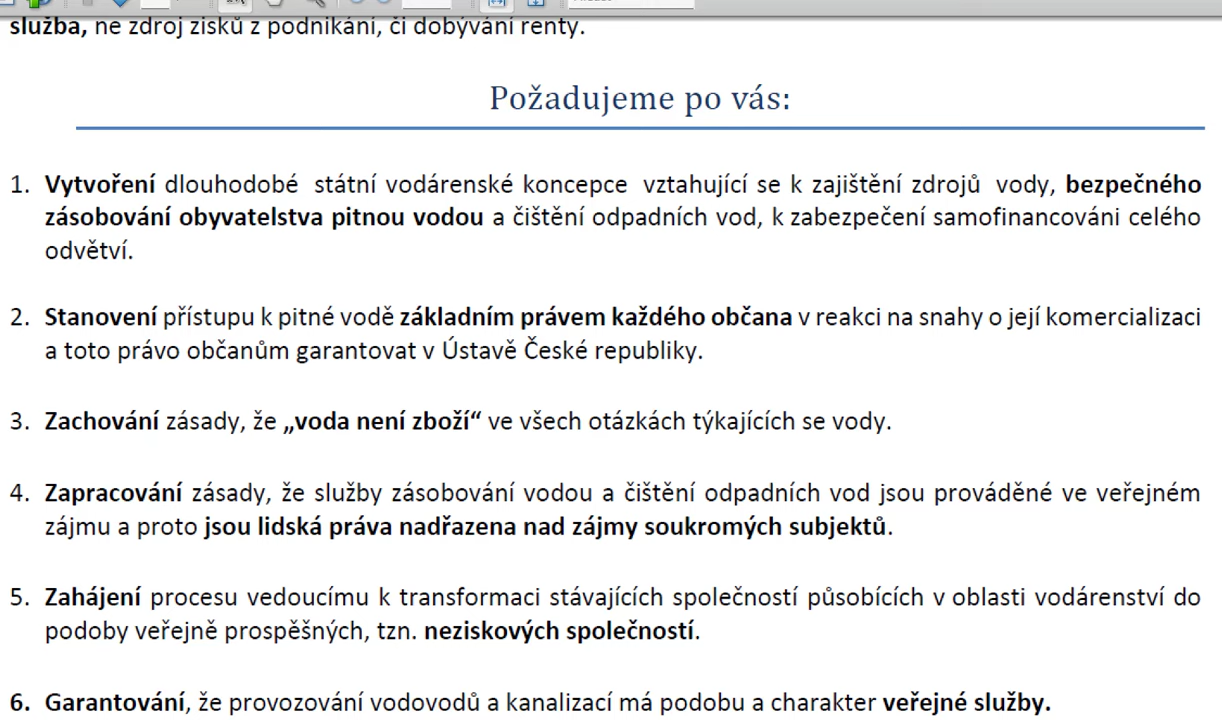 služba, ne zdroj zisků z podnikání, či dobývání renty.
Požadujeme po vás:
1. Vytvoření dlouhodobé státní vodárenské koncepce vztahující se k zajištění zdrojů vody, bezpečného
zásobování obyvatelstva pitnou vodou a čištění odpadních vod, k zabezpečení samofinancováni celého
odvětví.
2. Stanovení přístupu k pitné vodě základním právem každého občana v reakci na snahy o její komercializaci
a toto právo občanům garantovat v Ústavě České republiky.
3. Zachování zásady, že „voda není zboží“ ve všech otázkách týkajících se vody.
4. Zapracování zásady, že služby zásobování vodou a čištění odpadních vod jsou prováděné ve veřejném
zájmu a proto jsou lidská práva nadřazena nad zájmy soukromých subjektů.
5. Zahájení procesu vedoucímu k transformaci stávajících společností působících v oblasti vodárenství do
podoby veřejně prospěšných, tzn. neziskových společností.
6. Garantování, že provozování vodovodů a kanalizací má podobu a charakter veřejné služby.